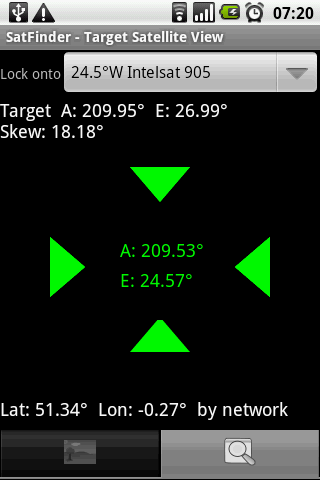 07:20
SatFinder - Target Satellite View
Lock onto 24.5°W Intelsat 905
Target A: 209.95° E: 26.99°
Skew: 18.18°
A: 209.53°
E: 24.57°
Lat: 51.34° Lon: -0.27° by network